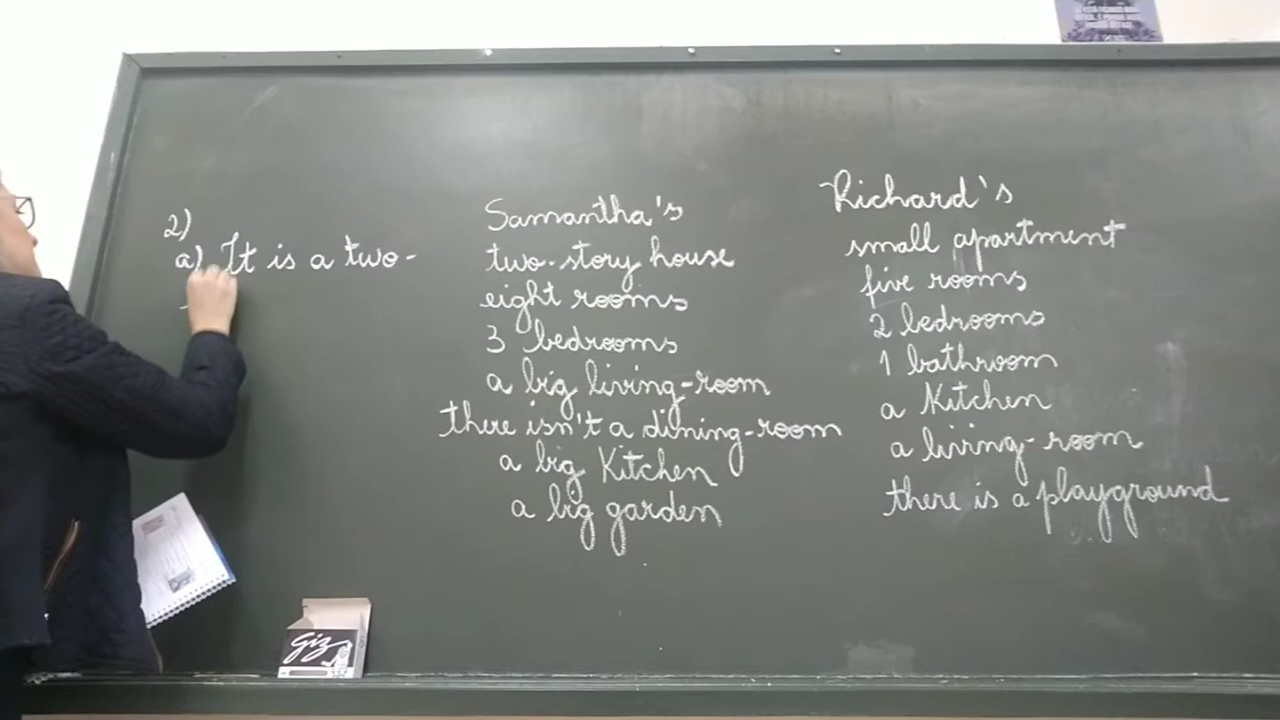 2)
a) It is a two-
Samantha's
two-story house
eight rooms
3 bedrooms
a big living-room
there isn't a dining-room
a big Kitchen
a big garden
Richard's
small apartment
five rooms
2 bedrooms
1 bathroom
a Kitchen
a living-room
there is a playground
Giz